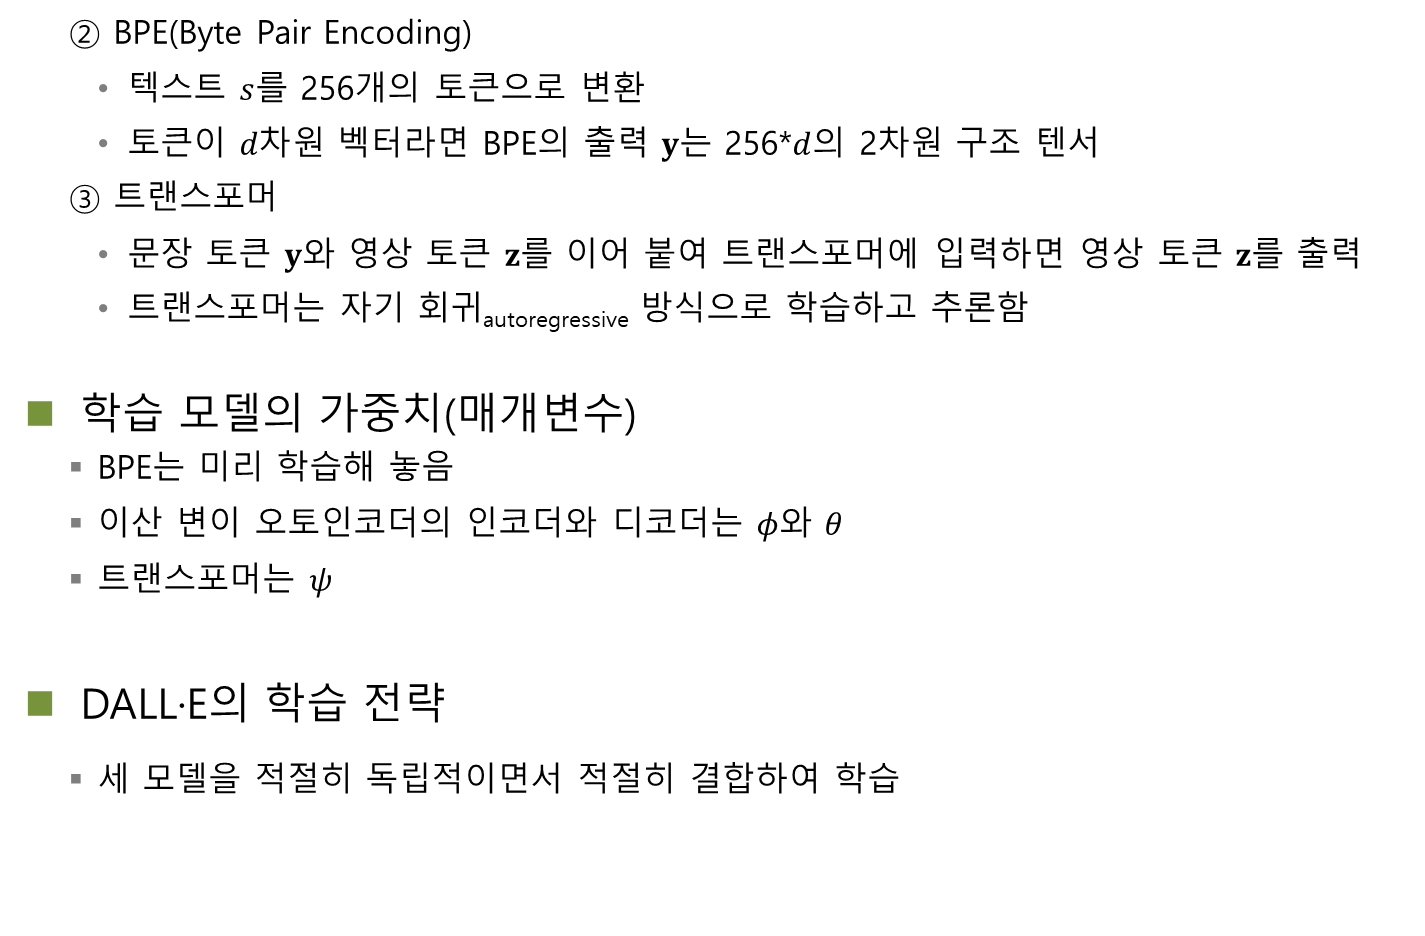 ② BPE(Byte Pair Encoding)
• 텍스트 s를 256개의 토큰으로 변환
• 토큰이 d차원 벡터라면 BPE의 출력 y는 256*d의 2차원 구조 텐서
③ 트랜스포머
• 문장 토큰 y와 영상 토큰 z를 이어 붙여 트랜스포머에 입력하면 영상 토큰 z를 출력
• 트랜스포머는 자기 회귀autoregressive 방식으로 학습하고 추론함
■ 학습 모델의 가중치(매개변수)
▪ BPE는 미리 학습해 놓음
▪ 이산 변이 오토인코더의 인코더와 디코더는 ϕ와 θ
▪ 트랜스포머는 ψ
■ DALL·E의 학습 전략
▪ 세 모델을 적절히 독립적이면서 적절히 결합하여 학습